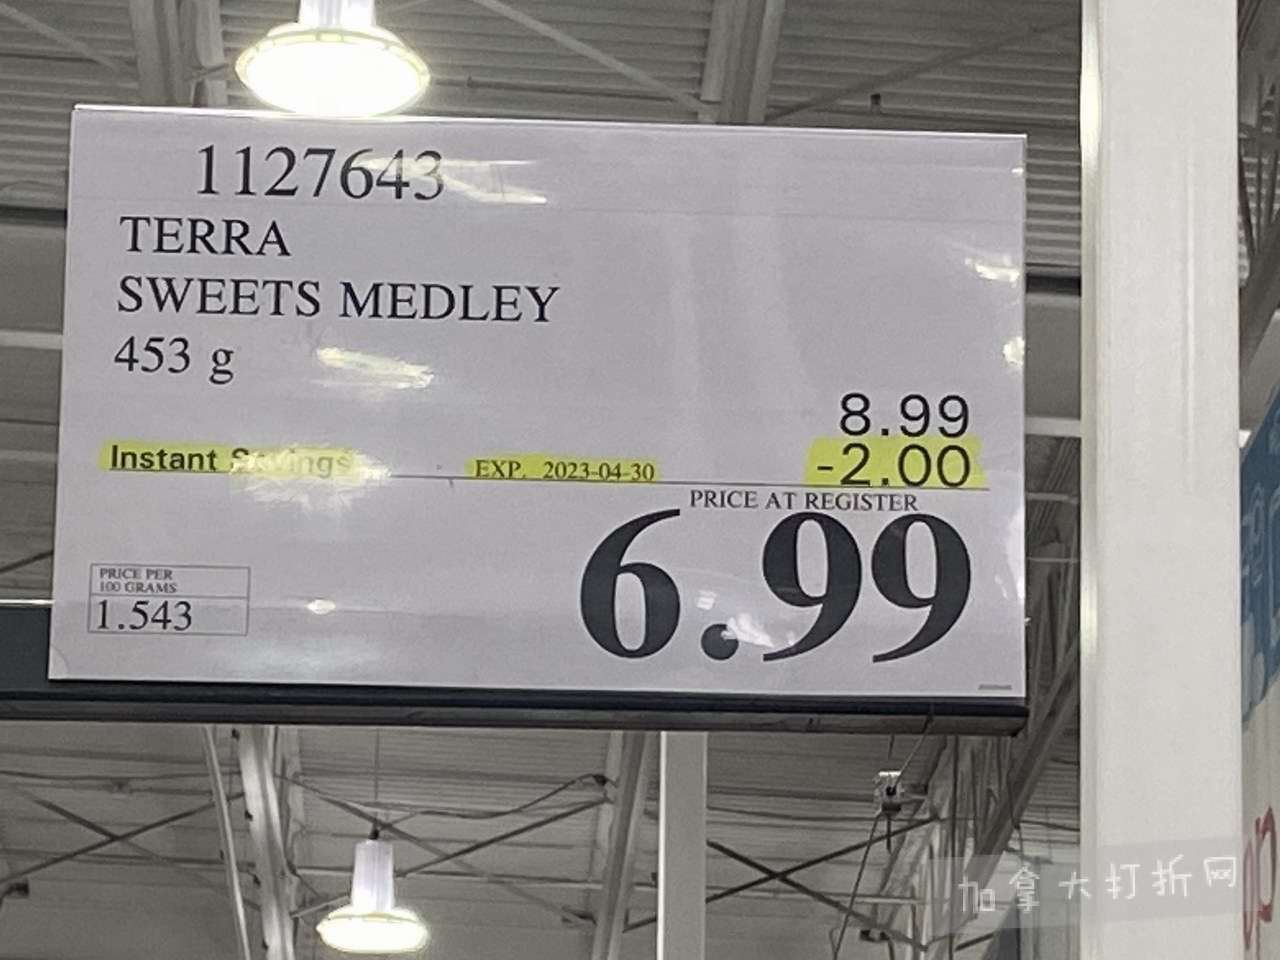 1127643
TERRA
SWEETS MEDLEY
453 g
8.99
Instant Savings EXP. 2023-04-30 -2.00
PRICE AT REGISTER
6.99
PRICE PER
100 GRAMS
1.543
加拿大打折网